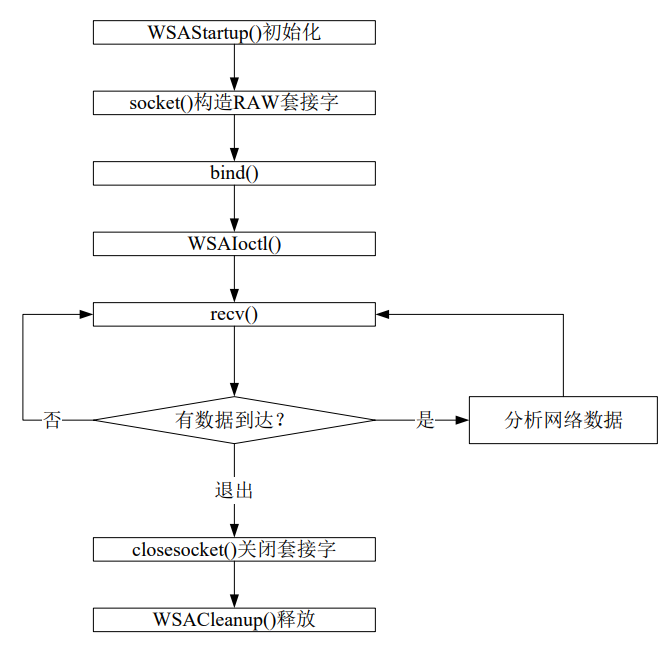 WSAStartup()初始化
socket()构造RAW套接字
bind()
WSAIoctl()
recv()
否
有数据到达？
是
分析网络数据
退出
closesocket()关闭套接字
WSACleanup()释放